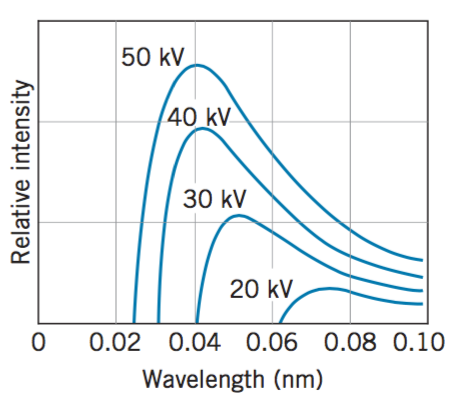 50 kV
40 kV
30 kV
20 kV
Relative intensity
0 0.02 0.04 0.06 0.08 0.10
Wavelength (nm)